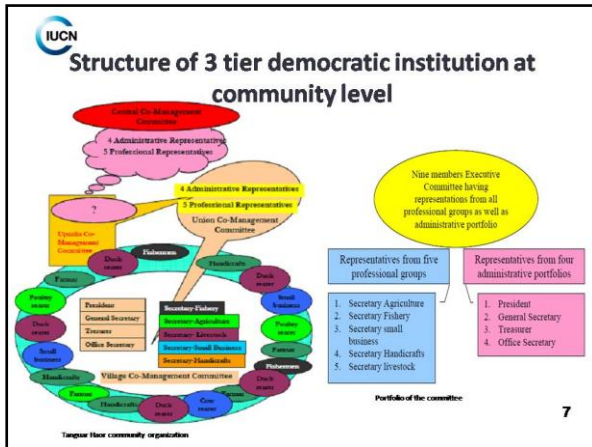 IUCN
Structure of 3 tier democratic institution at
community level
Central Co-Management
Committee
4 Administrative Representatives
5 Professional Representatives
4 Administrative Representatives
5 Professional Representatives
Union Co-Management
Committee
?
Upazila Co-
Management
Committee
Fishermen
Duck
rearer
Handicrafts
Farmer
Duck
rearer
Poultry
rearer
Small
business
Duck
rearer
Poultry
rearer
Small
business
Farmer
Handicrafts
Fishermen
Farmer
Duck
rearer
Handicrafts
Farmer
Duck
rearer
Cow
rearer
President
General Secretary
Treasurer
Office Secretary
Secretary-Fishery
Secretary-Agriculture
Secretary-Livestock
Secretary-Small Business
Secretary-Handicrafts
Village Co-Management Committee
Tanguar Haor community organization
Nine members Executive
Committee having
representations from all
professional groups as well as
administrative portfolio
Representatives from five
professional groups
1. Secretary Agriculture
2. Secretary Fishery
3. Secretary small
business
4. Secretary Handicrafts
5. Secretary livestock
Representatives from four
administrative portfolios
1. President
2. General Secretary
3. Treasurer
4. Office Secretary
Portfolio of the committee
7